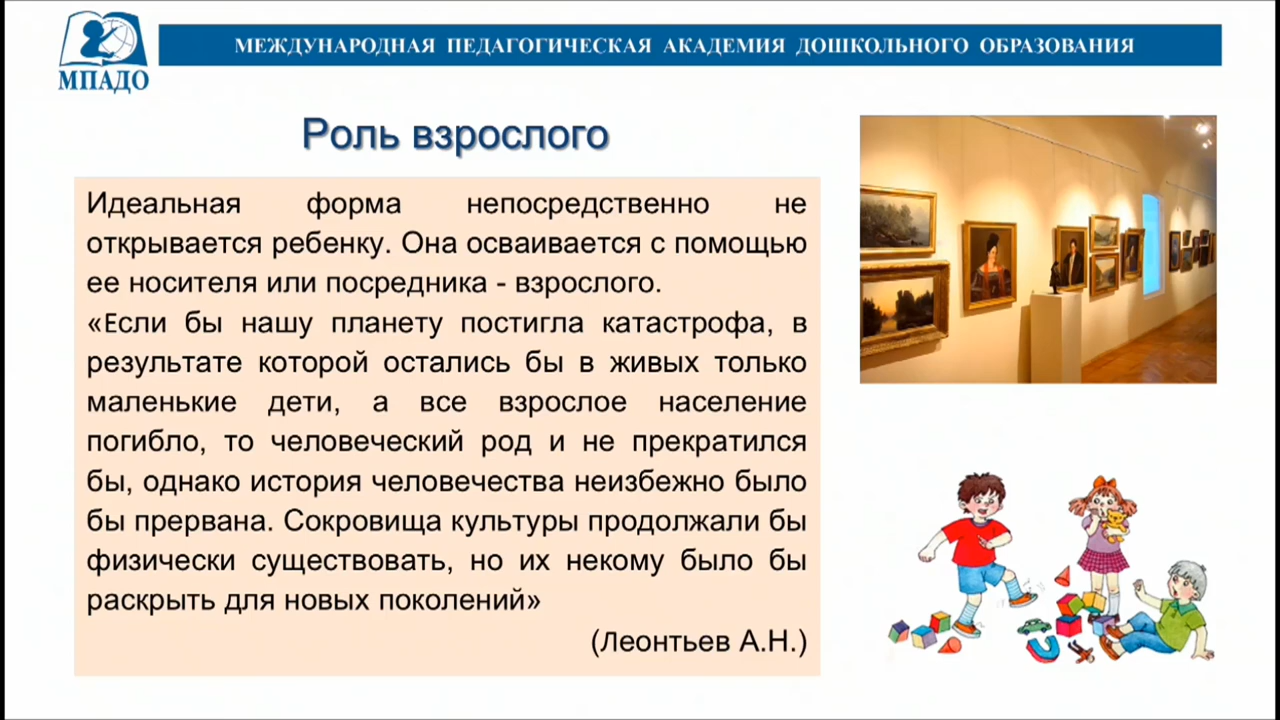 МЕЖДУНАРОДНАЯ ПЕДАГОГИЧЕСКАЯ АКАДЕМИЯ ДОШКОЛЬНОГО ОБРАЗОВАНИЯ
МПАДО
Роль взрослого
Идеальная форма непосредственно не
открывается ребенку. Она осваивается с помощью
ее носителя или посредника - взрослого.
«Если бы нашу планету постигла катастрофа, в
результате которой остались бы в живых только
маленькие дети, а все взрослое население
погибло, то человеческий род и не прекратился
бы, однако история человечества неизбежно было
бы прервана. Сокровища культуры продолжали бы
физически существовать, но их некому было бы
раскрыть для новых поколений»
(Леонтьев А.Н.)